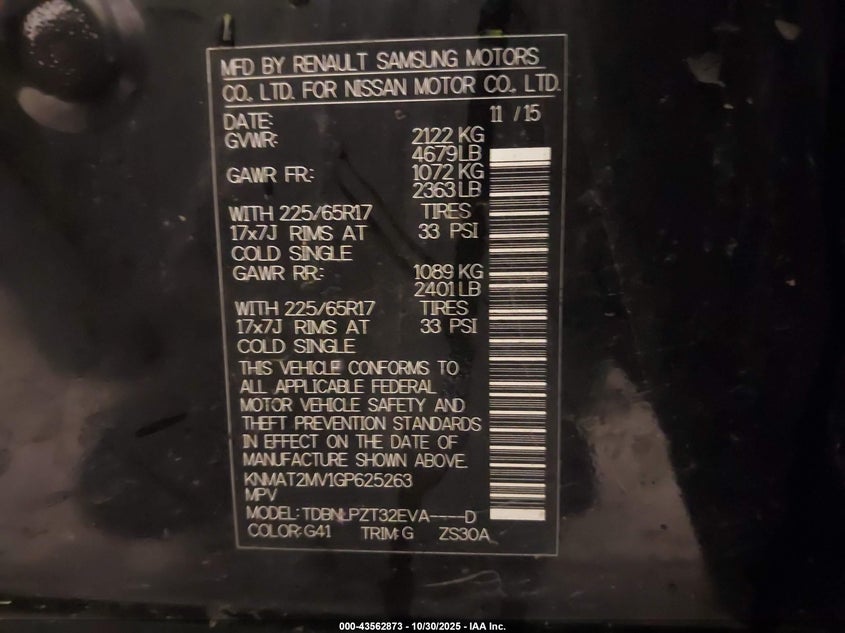 MFD BY RENAULT SAMSUNG MOTORS
CO., LTD. FOR NISSAN MOTOR CO., LTD.
DATE: 11 / 15
GVWR: 2122 KG
4679 LB
GAWR FR: 1072 KG
2363 LB
WITH 225/65R17 TIRES
17x7J RIMS AT 33 PSI
COLD SINGLE
GAWR RR: 1089 KG
2401 LB
WITH 225/65R17 TIRES
17x7J RIMS AT 33 PSI
COLD SINGLE
THIS VEHICLE CONFORMS TO
ALL APPLICABLE FEDERAL
MOTOR VEHICLE SAFETY AND
THEFT PREVENTION STANDARDS
IN EFFECT ON THE DATE OF
MANUFACTURE SHOWN ABOVE.
KNMAT2MV1GP625263
MPV
MODEL: TDBNLPZT32EVA----D
COLOR: G41 TRIM: G ZS30A
000-43562873 - 10/30/2025 - IAA Inc.